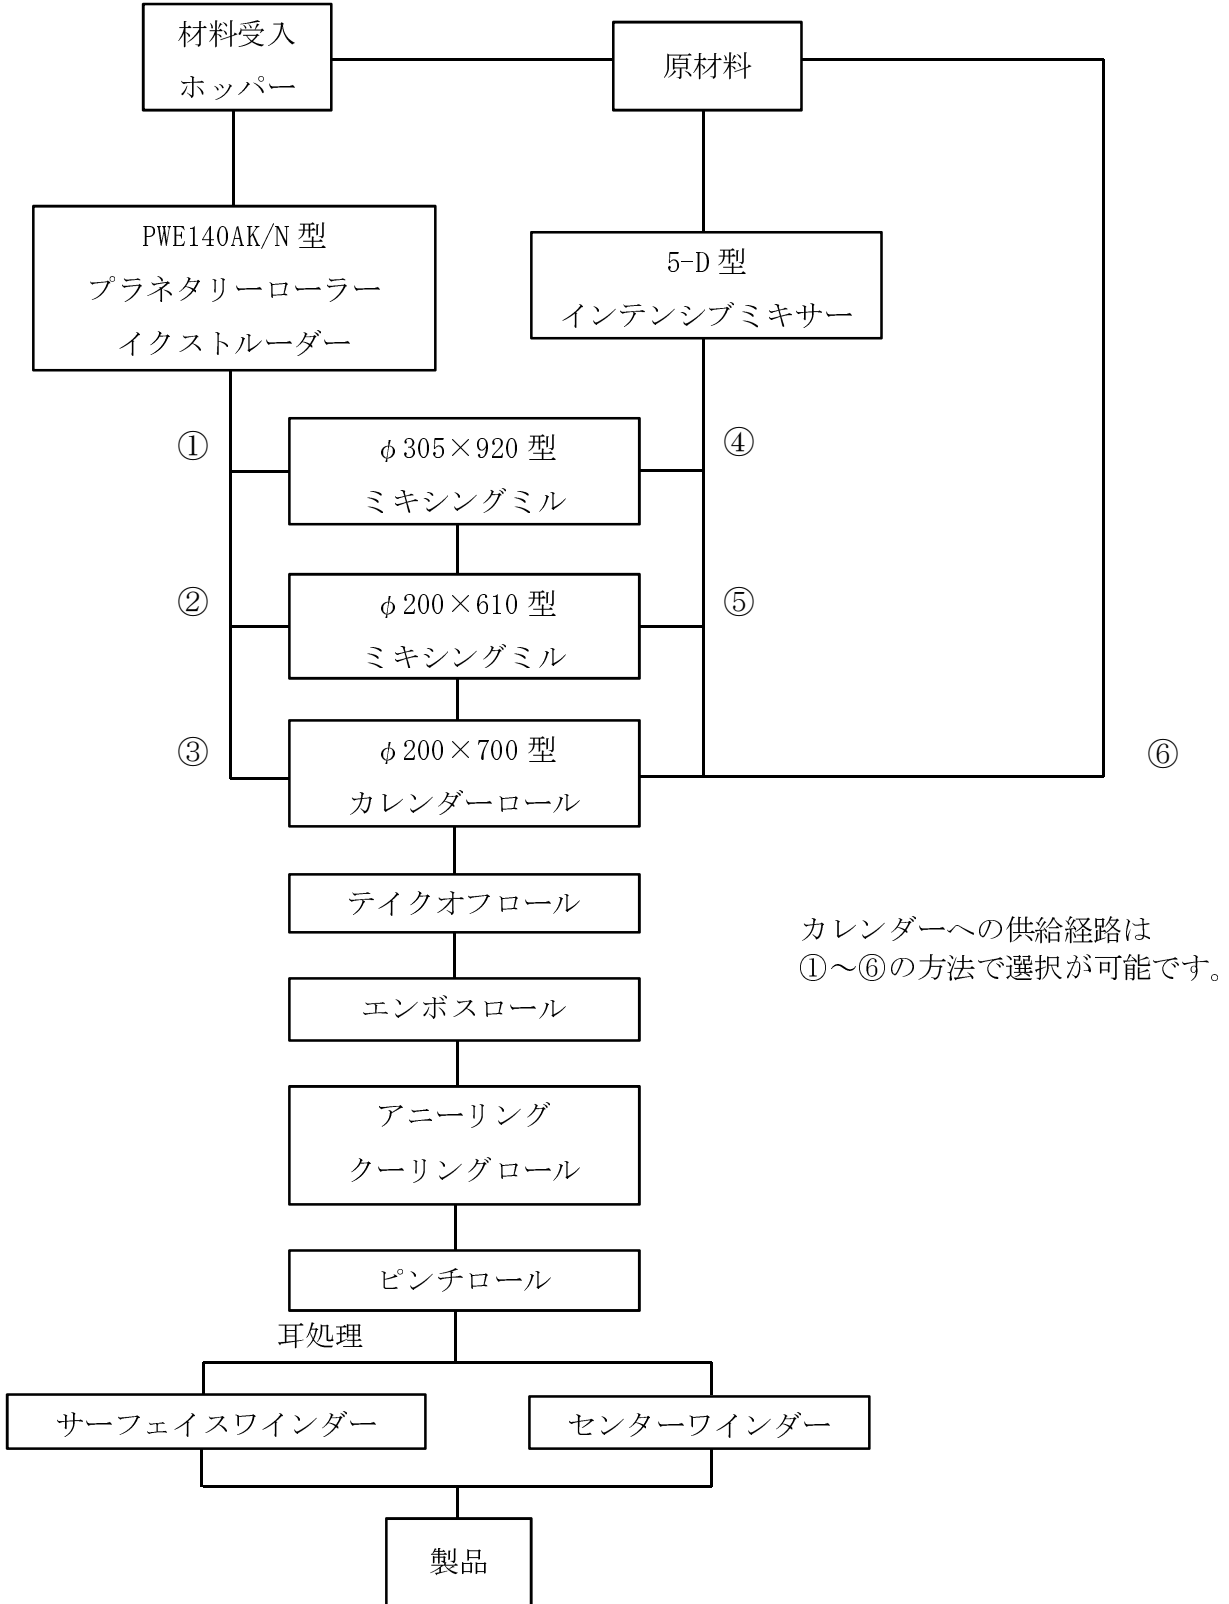 材料受入
ホッパー
原材料
PWE140AK/N 型
プラネタリーローラー
イクストルーダー
5-D 型
インテンシブミキサー
①
φ305×920 型
ミキシングミル
④
②
φ200×610 型
ミキシングミル
⑤
③
φ200×700 型
カレンダーロール
⑥
テイクオフロール
カレンダーへの供給経路は
①～⑥の方法で選択が可能です。
エンボスロール
アニーリング
クーリングロール
ピンチロール
耳処理
サーフェイスワインダー
センターワインダー
製品